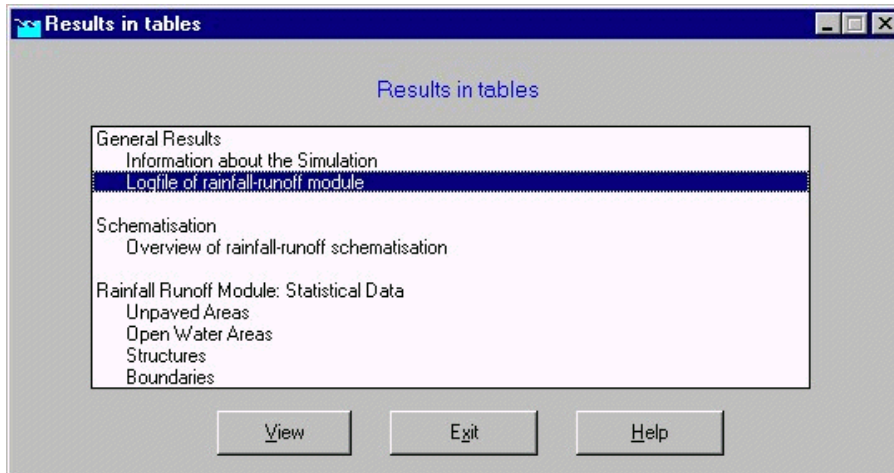 Results in tables
Results in tables
General Results
Information about the Simulation
Logfile of rainfall-runoff module
Schematisation
Overview of rainfall-runoff schematisation
Rainfall Runoff Module: Statistical Data
Unpaved Areas
Open Water Areas
Structures
Boundaries
View Exit Help